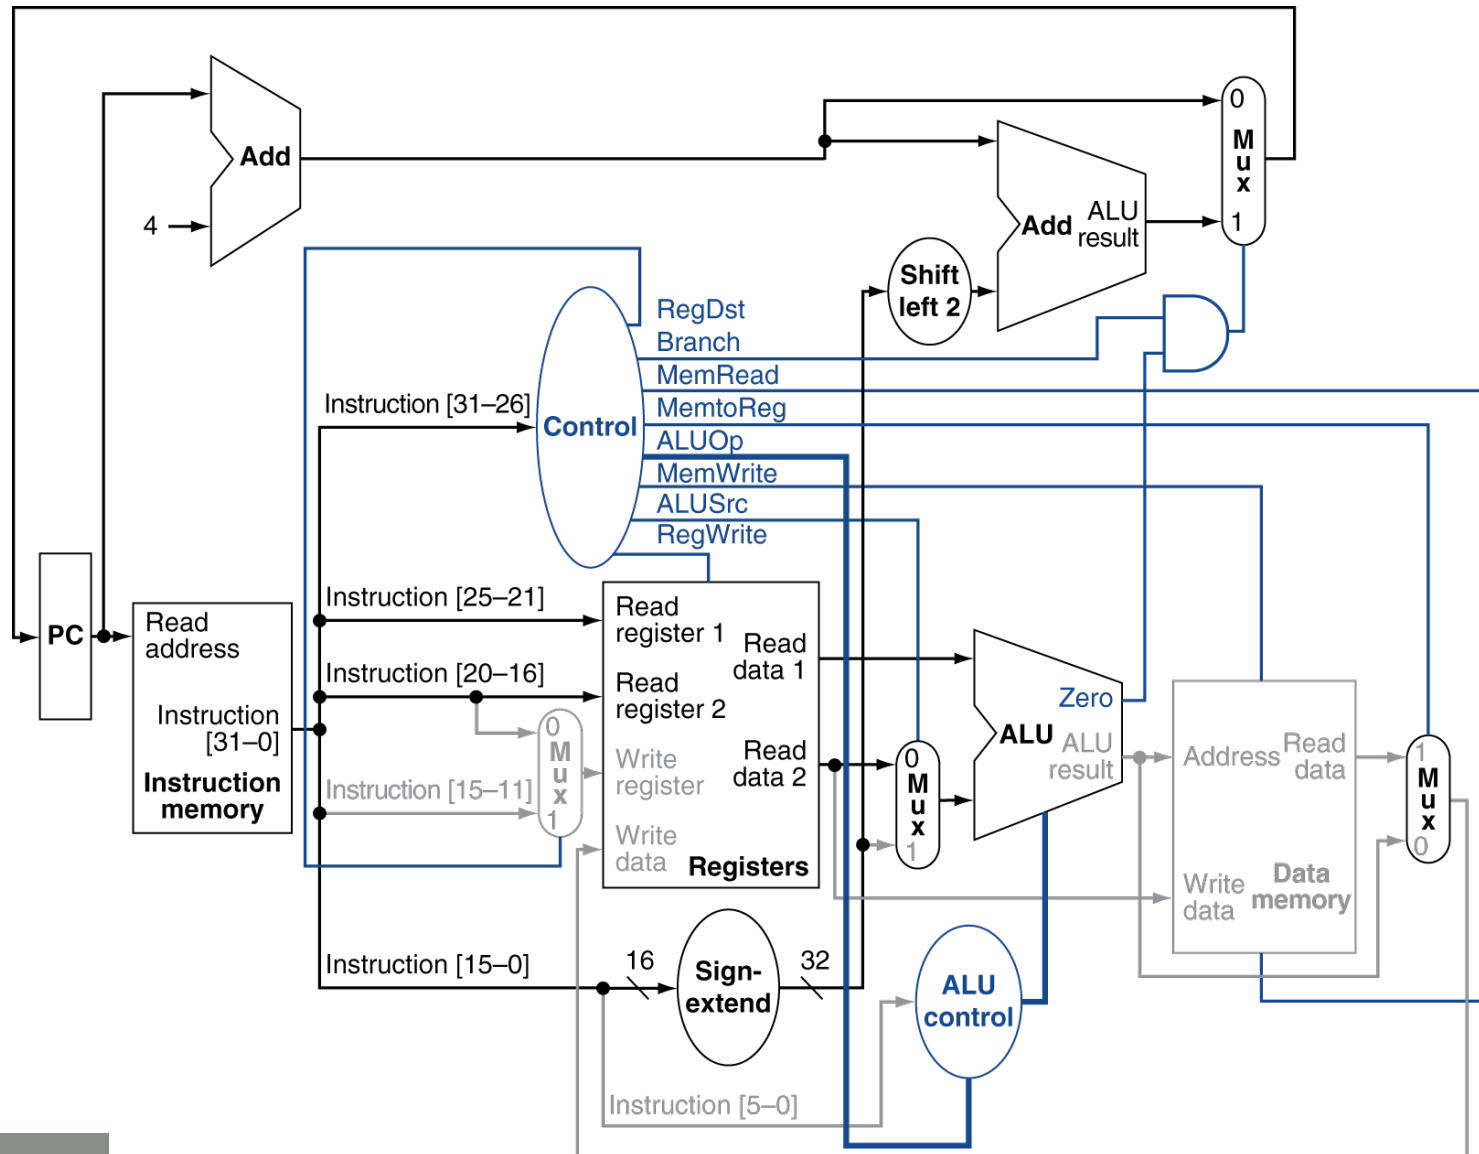 0
M
u
x
1
Add
4
Add
ALU
result
Shift
left 2
RegDst
Branch
MemRead
MemtoReg
ALUOp
MemWrite
ALUSrc
RegWrite
Control
Instruction [31–26]
Instruction [25–21]
Instruction [20–16]
Instruction [15–11]
Instruction [15–0]
Instruction [5–0]
PC
Read
address
Instruction
[31–0]
Instruction
memory
0
M
u
x
1
Read
register 1
Read
register 2
Write
register
Write
data
Read
data 1
Read
data 2
Registers
0
M
u
x
1
Zero
ALU
ALU
result
Address
Read
data
Write
data
Data
memory
1
M
u
x
0
16
Sign-
extend
32
ALU
control